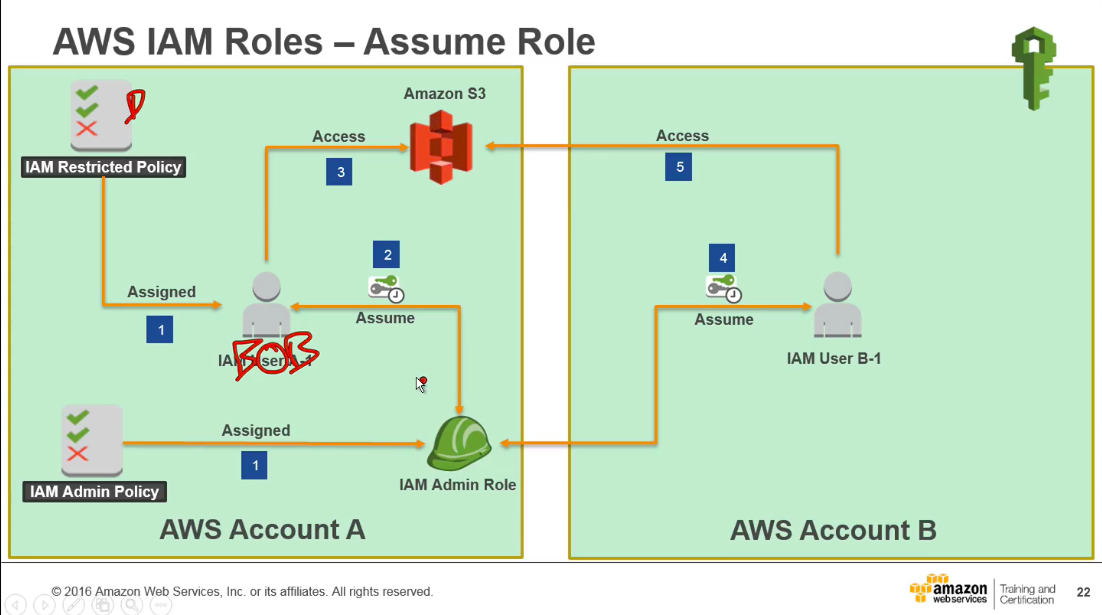 AWS IAM Roles – Assume Role
Amazon S3
Access
3
Access
5
IAM Restricted Policy
2
4
Assigned
1
Assume
Assume
IAM User A-1
BOB
IAM User B-1
Assigned
1
IAM Admin Policy
IAM Admin Role
AWS Account A
AWS Account B
© 2016 Amazon Web Services, Inc. or its affiliates. All rights reserved.
amazon
web services
Training and
Certification
22